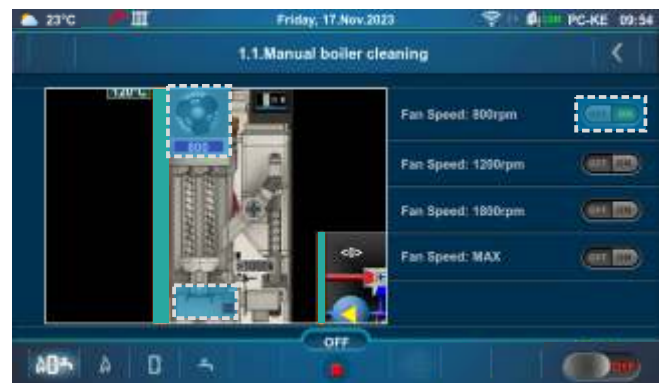 23°C Friday, 17.Nov.2023 PC-KE 09:54
1.1.Manual boiler cleaning
120°C
800
Fan Speed: 800rpm
Fan Speed: 1200rpm
OFF ON
Fan Speed: 1800rpm
OFF ON
Fan Speed: MAX
OFF ON
OFF
OFF